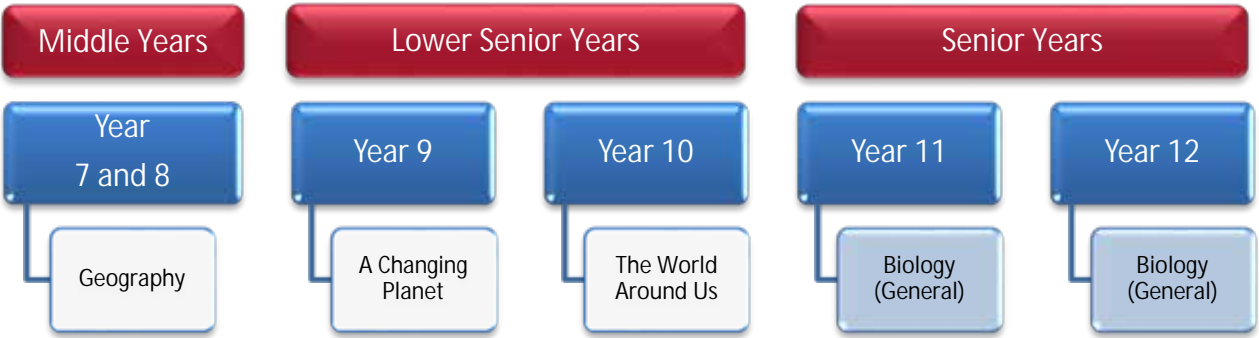 Middle Years
Lower Senior Years
Senior Years
Year
7 and 8
Year 9
Year 10
Year 11
Year 12
Geography
A Changing
Planet
The World
Around Us
Biology
(General)
Biology
(General)